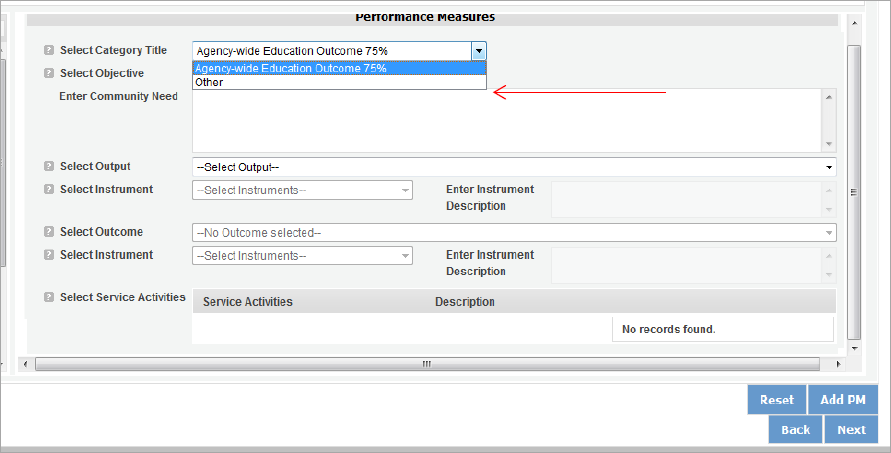 Performance Measures
Select Category Title
Agency-wide Education Outcome 75%
Agency-wide Education Outcome 75%
Other
Select Objective
Enter Community Need
Select Output
--Select Output--
Select Instrument
--Select Instruments--
Enter Instrument
Description
Select Outcome
--No Outcome selected--
Select Instrument
--Select Instruments--
Enter Instrument
Description
Select Service Activities
Service Activities
Description
No records found.
Reset
Add PM
Back
Next